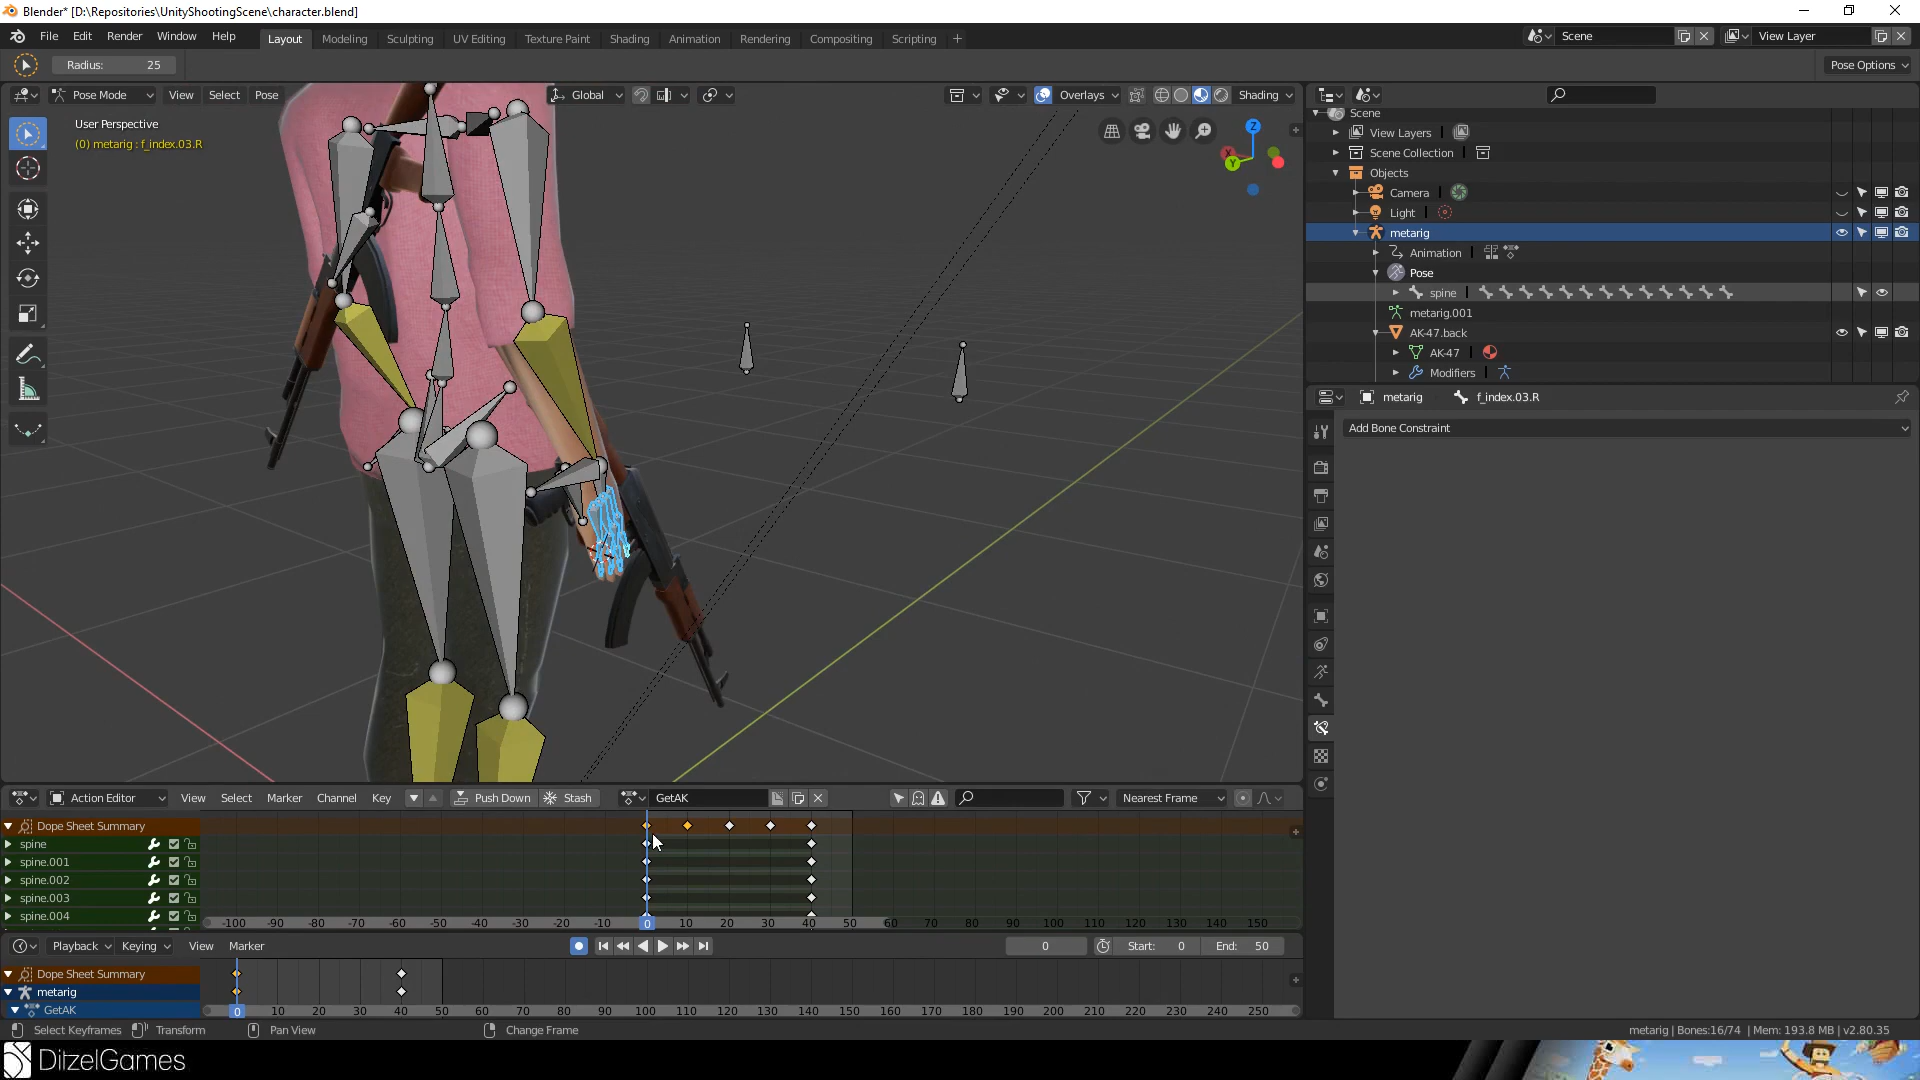 Blender* [D:\Repositories\UnityShootingScene\character.blend]
File Edit Render Window Help Layout Modeling Sculpting UV Editing Texture Paint Shading Animation Rendering Compositing Scripting + Scene View Layer
Radius: 25 Pose Options
Pose Mode View Select Pose Global Overlays Shading
User Perspective
(0) metarig : f_index.03.R
Z
Y
Scene
View Layers
Scene Collection
Objects
Camera
Light
metarig
Animation
Pose
spine
metarig.001
AK-47.back
AK-47
Modifiers
metarig f_index.03.R
Add Bone Constraint
Action Editor View Select Marker Channel Key Push Down Stash GetAK Nearest Frame
Dope Sheet Summary
spine
spine.001
spine.002
spine.003
spine.004
-100 -90 -80 -70 -60 -50 -40 -30 -20 -10 0 10 20 30 40 50 60 70 80 90 100 110 120 130 140 150
Playback Keying View Marker 0 Start: 0 End: 50
Dope Sheet Summary
metarig
GetAK
0 10 20 30 40 50 60 70 80 90 100 110 120 130 140 150 160 170 180 190 200 210 220 230 240 250
Select Keyframes Transform Pan View Change Frame metarig | Bones:16/74 | Mem: 193.8 MB | v2.80.35
DitzelGames